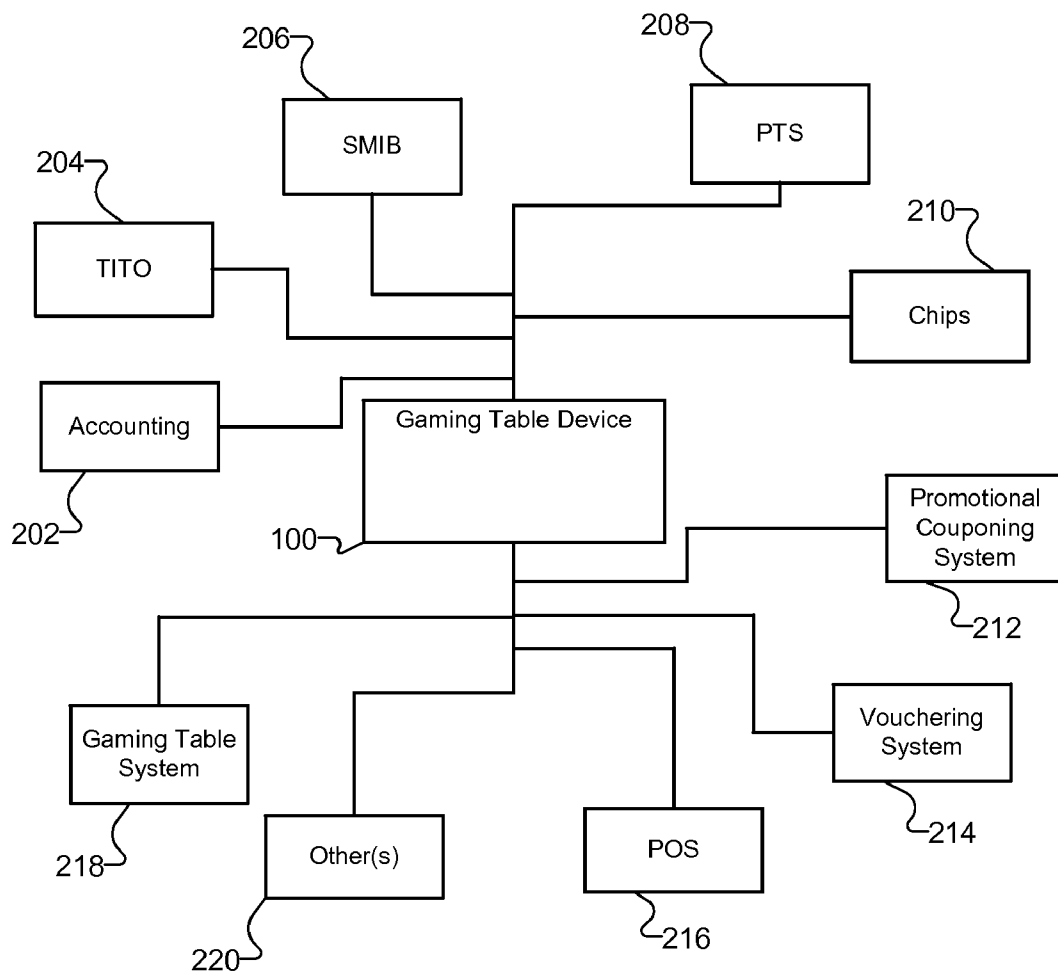 206
208
SMIB
PTS
204
210
TITO
Chips
Accounting
Gaming Table Device
202
100
Promotional
Couponing
System
212
Gaming Table
System
Vouchering
System
218
Other(s)
POS
214
220
216